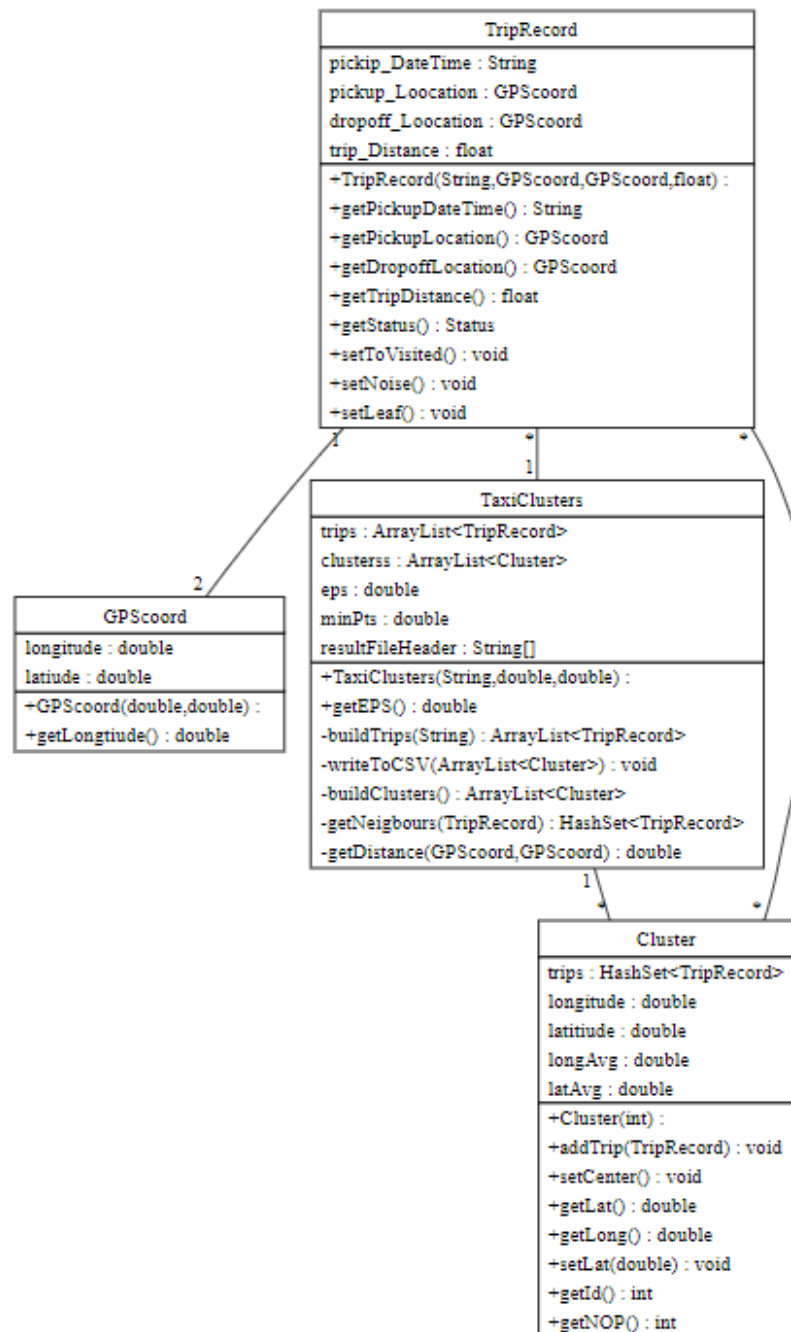 TripRecord
pickip_DateTime : String
pickup_Loocation : GPScoord
dropoff_Loocation : GPScoord
trip_Distance : float
+TripRecord(String,GPScoord,GPScoord,float) :
+getPickupDateTime() : String
+getPickupLocation() : GPScoord
+getDropoffLocation() : GPScoord
+getTripDistance() : float
+getStatus() : Status
+setToVisited() : void
+setNoise() : void
+setLeaf() : void
1 * *
1
TaxiClusters
trips : ArrayList<TripRecord>
clusterss : ArrayList<Cluster>
eps : double
minPts : double
resultFileHeader : String[]
+TaxiClusters(String,double,double) :
+getEPS() : double
-buildTrips(String) : ArrayList<TripRecord>
-writeToCSV(ArrayList<Cluster>) : void
-buildClusters() : ArrayList<Cluster>
-getNeigbours(TripRecord) : HashSet<TripRecord>
-getDistance(GPScoord,GPScoord) : double
2
GPScoord
longitude : double
latiude : double
+GPScoord(double,double) :
+getLongtiude() : double
1
* *
Cluster
trips : HashSet<TripRecord>
longitude : double
latitiude : double
longAvg : double
latAvg : double
+Cluster(int) :
+addTrip(TripRecord) : void
+setCenter() : void
+getLat() : double
+getLong() : double
+setLat(double) : void
+getId() : int
+getNOP() : int